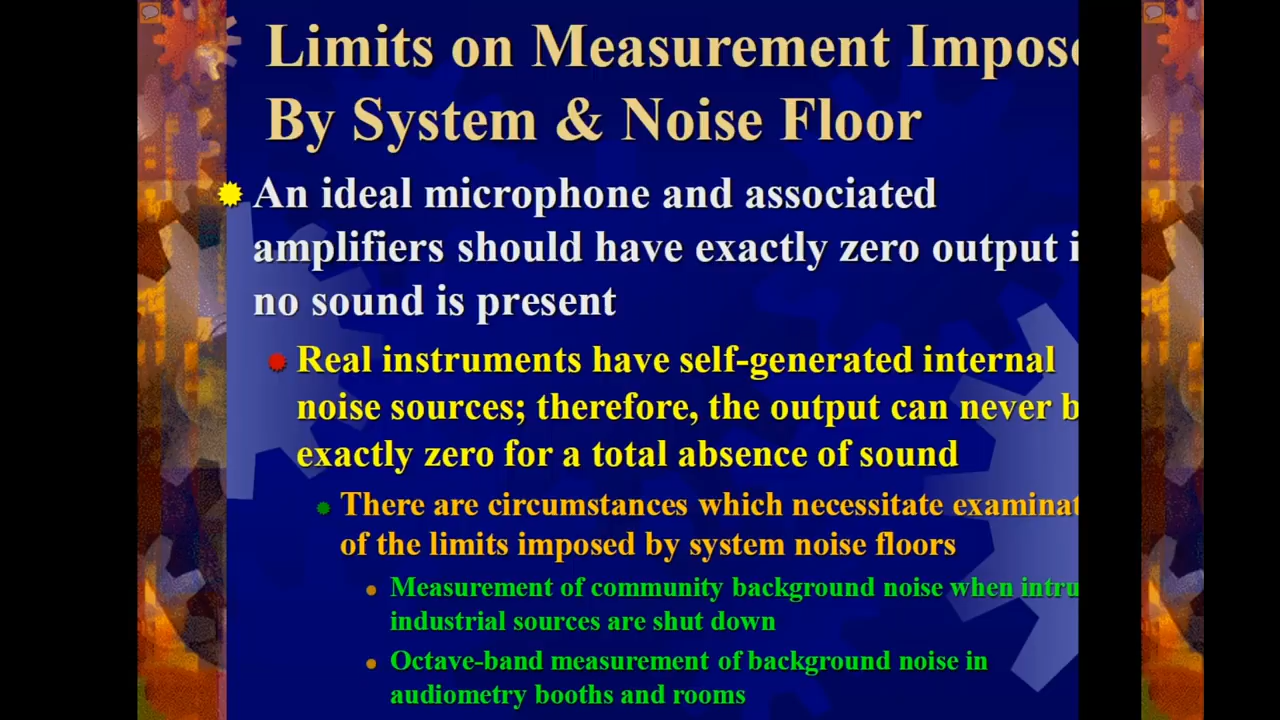 Limits on Measurement Impose
By System & Noise Floor
An ideal microphone and associated
amplifiers should have exactly zero output i
no sound is present
Real instruments have self-generated internal
noise sources; therefore, the output can never b
exactly zero for a total absence of sound
There are circumstances which necessitate examinat
of the limits imposed by system noise floors
Measurement of community background noise when intru
industrial sources are shut down
Octave-band measurement of background noise in
audiometry booths and rooms